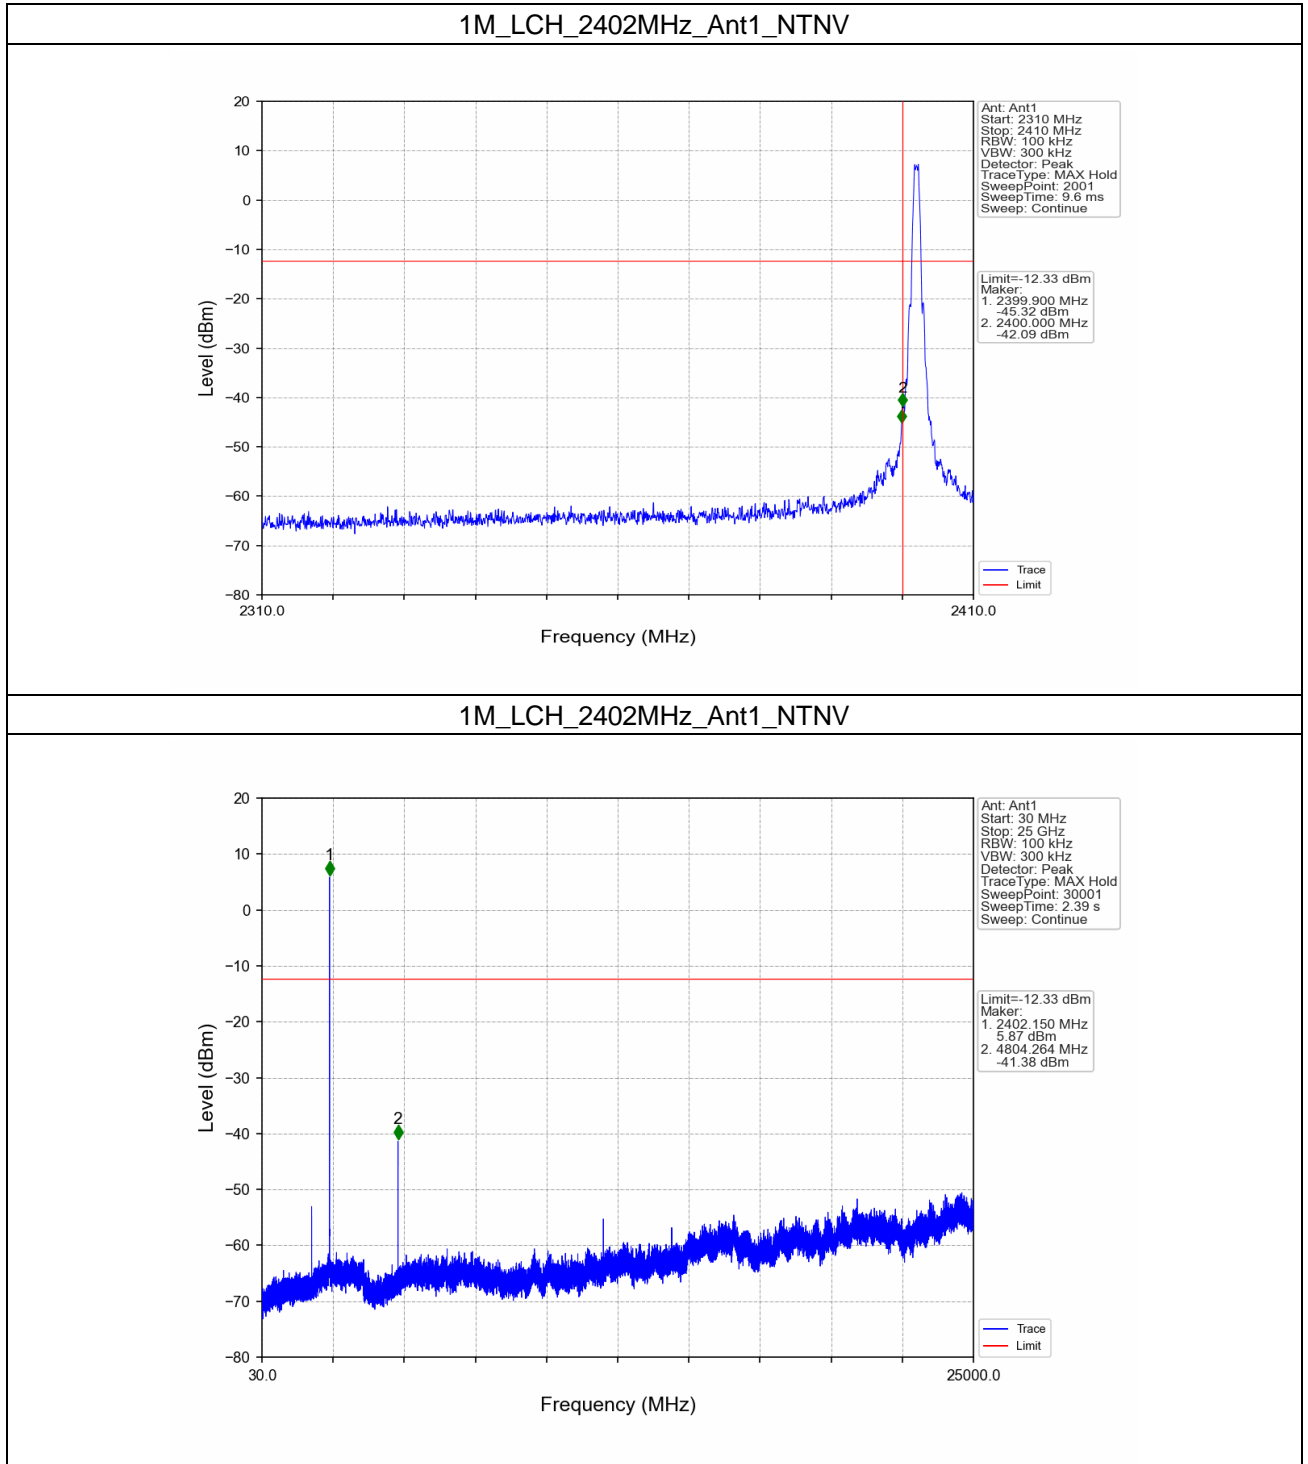 1M_LCH_2402MHz_Ant1_NTNV
20
10
0
−10
−20
−30
−40
−50
−60
−70
−80
Level (dBm)
2310.0
2410.0
Frequency (MHz)
2
Ant: Ant1
Start: 2310 MHz
Stop: 2410 MHz
RBW: 100 kHz
VBW: 300 kHz
Detector: Peak
TraceType: MAX Hold
SweepPoint: 2001
SweepTime: 9.6 ms
Sweep: Continue
Limit=-12.33 dBm
Maker:
1. 2399.900 MHz
-45.32 dBm
2. 2400.000 MHz
-42.09 dBm
Trace
Limit
1M_LCH_2402MHz_Ant1_NTNV
20
10
0
−10
−20
−30
−40
−50
−60
−70
−80
Level (dBm)
30.0
25000.0
Frequency (MHz)
1
2
Ant: Ant1
Start: 30 MHz
Stop: 25 GHz
RBW: 100 kHz
VBW: 300 kHz
Detector: Peak
TraceType: MAX Hold
SweepPoint: 30001
SweepTime: 2.39 s
Sweep: Continue
Limit=-12.33 dBm
Maker:
1. 2402.150 MHz
5.87 dBm
2. 4804.264 MHz
-41.38 dBm
Trace
Limit